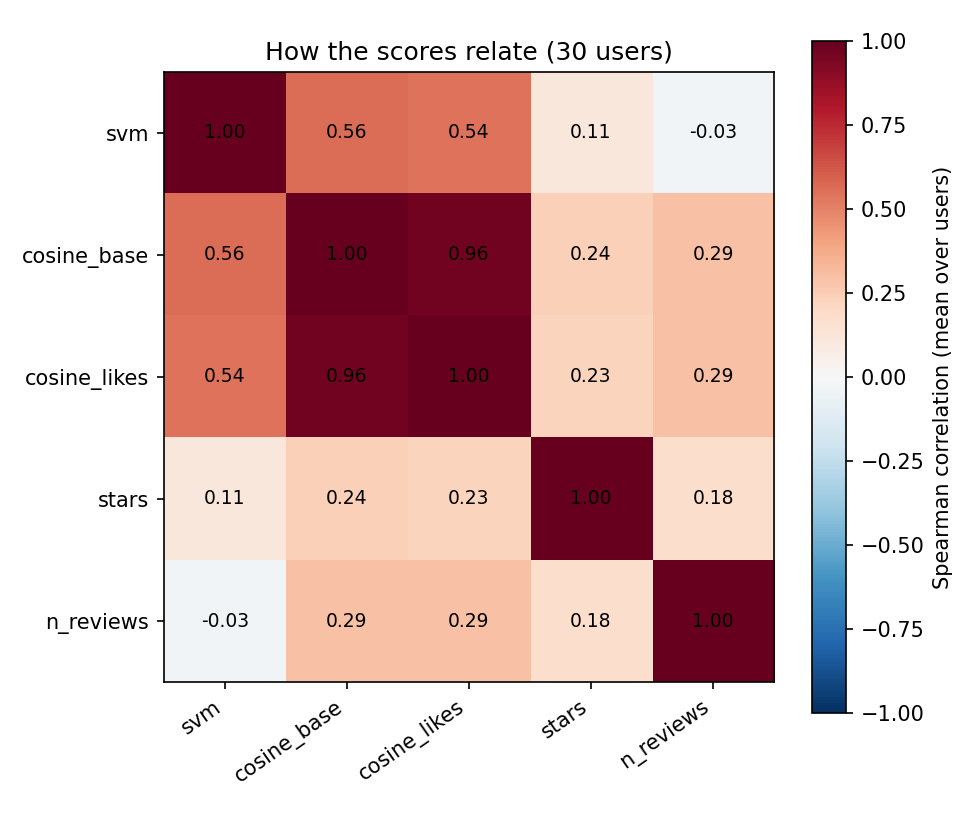 How the scores relate (30 users)
svm 1.00 0.56 0.54 0.11 -0.03
cosine_base 0.56 1.00 0.96 0.24 0.29
cosine_likes 0.54 0.96 1.00 0.23 0.29
stars 0.11 0.24 0.23 1.00 0.18
n_reviews -0.03 0.29 0.29 0.18 1.00
svm cosine_base cosine_likes stars n_reviews
1.00
0.75
0.50
0.25
0.00
−0.25
−0.50
−0.75
−1.00
Spearman correlation (mean over users)